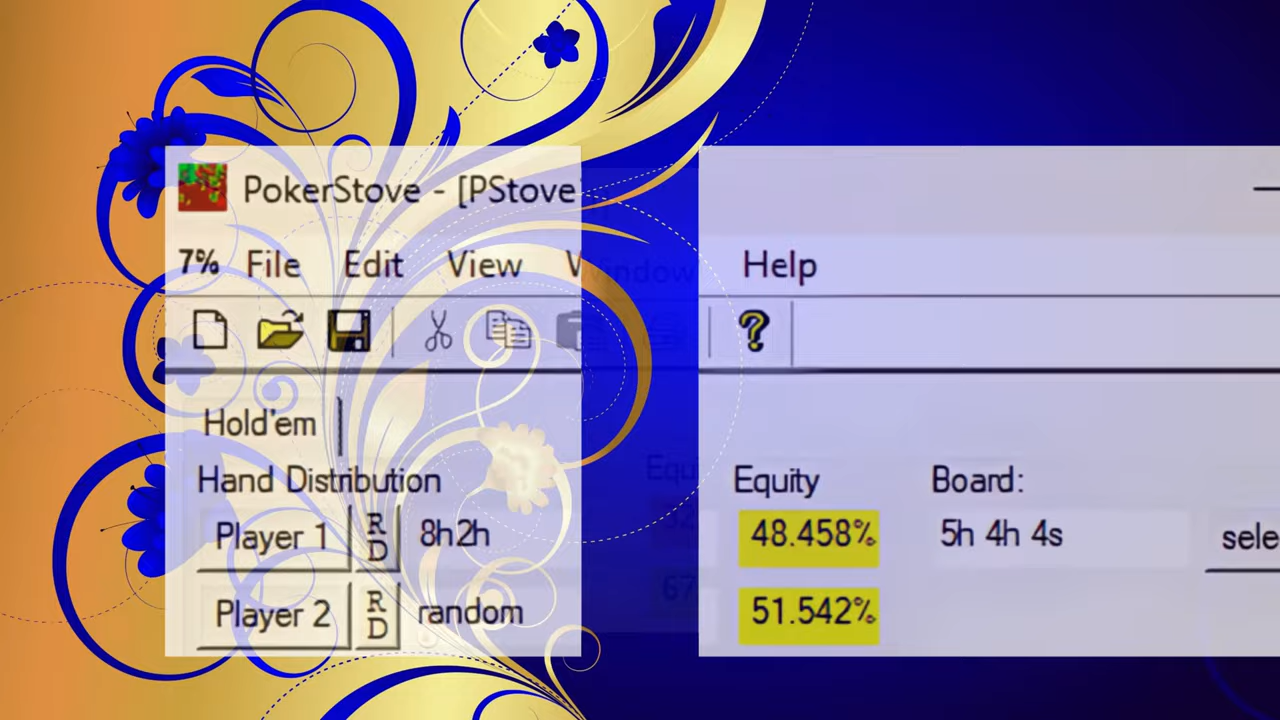 PokerStove - [PStove
7% File Edit View Window Help
Hold'em
Hand Distribution Equity Board:
Player 1 R D 8h2h 48.458% 5h 4h 4s sele
Player 2 R D random 51.542%